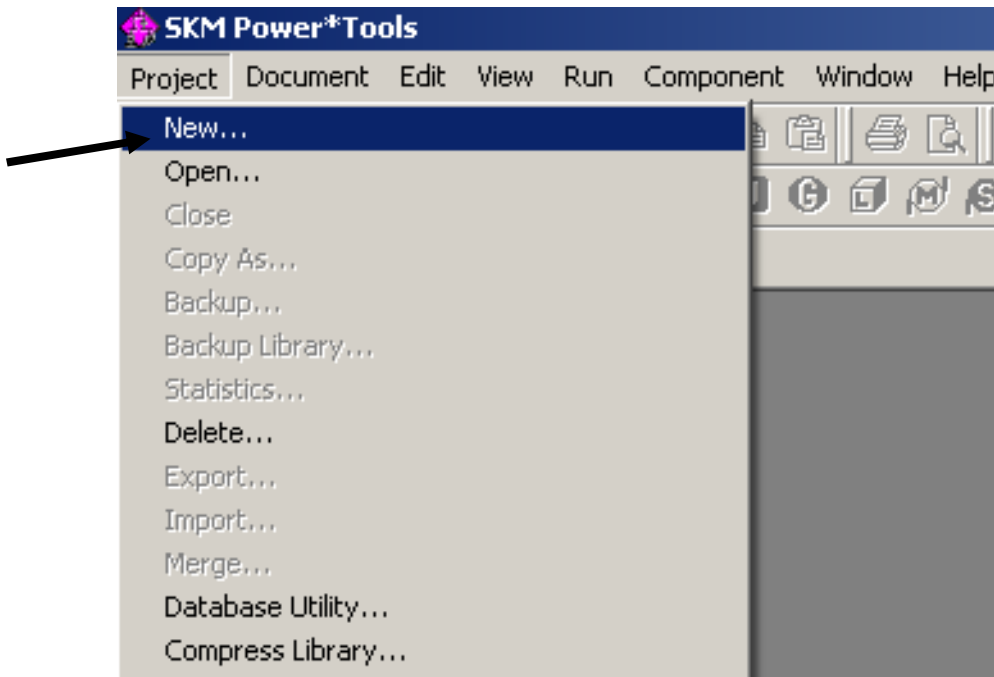 SKM Power*Tools
Project Document Edit View Run Component Window Help
New...
Open...
Close
Copy As...
Backup...
Backup Library...
Statistics...
Delete...
Export...
Import...
Merge...
Database Utility...
Compress Library...
G L M S